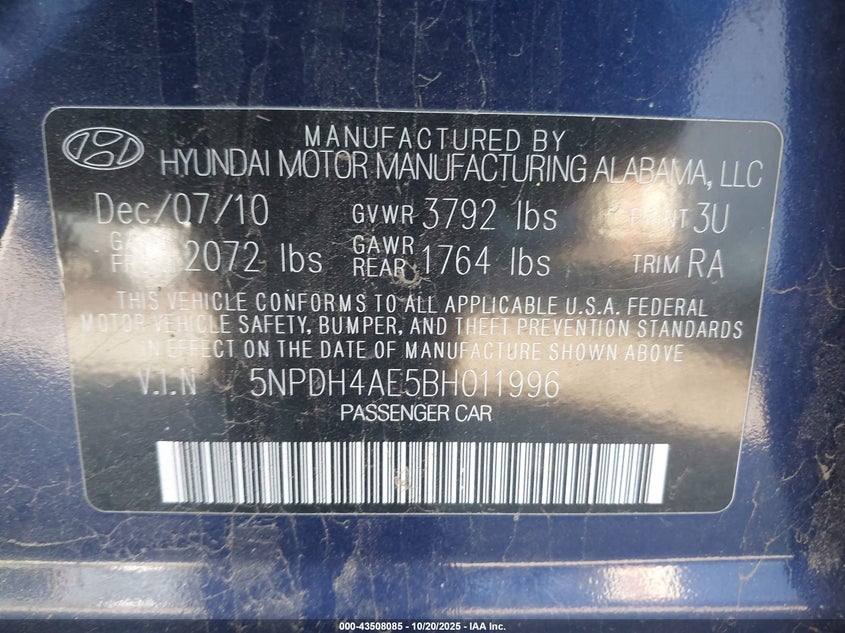 MANUFACTURED BY
HYUNDAI MOTOR MANUFACTURING ALABAMA, LLC
Dec/07/10 GVWR 3792 lbs 3U
2072 lbs GAWR REAR 1764 lbs TRIM RA
THIS VEHICLE CONFORMS TO ALL APPLICABLE U.S.A. FEDERAL
MOTOR VEHICLE SAFETY, BUMPER, AND THEFT PREVENTION STANDARDS
IN EFFECT ON THE DATE OF MANUFACTURE SHOWN ABOVE
V.I.N 5NPDH4AE5BH011996
PASSENGER CAR
000-43508085 - 10/20/2025 - IAA Inc.